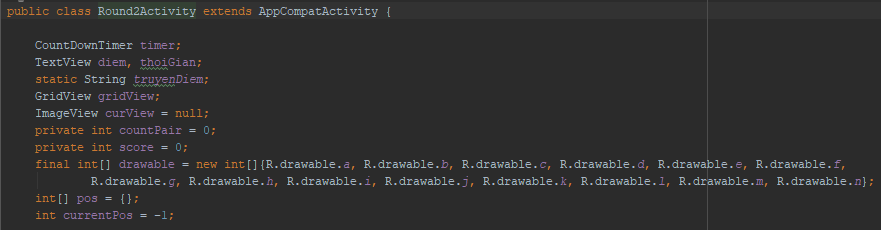 public class Round2Activity extends AppCompatActivity {
CountDownTimer timer;
TextView diem, thoiGian;
static String truyenDiem;
GridView gridView;
ImageView curView = null;
private int countPair = 0;
private int score = 0;
final int[] drawable = new int[]{R.drawable.a, R.drawable.b, R.drawable.c, R.drawable.d, R.drawable.e, R.drawable.f,
R.drawable.g, R.drawable.h, R.drawable.i, R.drawable.j, R.drawable.k, R.drawable.l, R.drawable.m, R.drawable.n};
int[] pos = {};
int currentPos = -1;